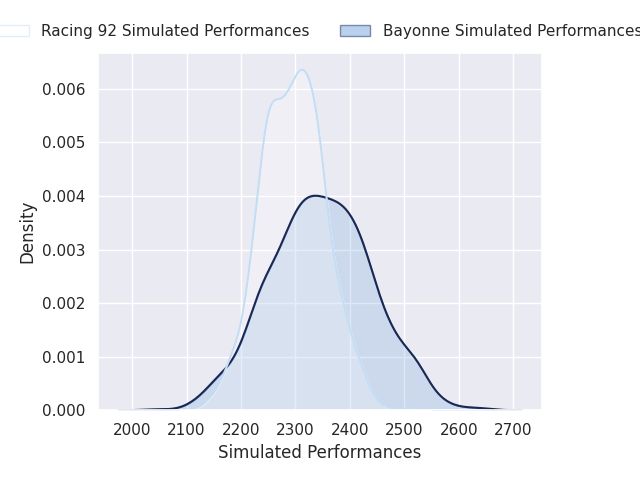 Racing 92 Simulated Performances Bayonne Simulated Performances
0.006
0.005
0.004
0.003
0.002
0.001
0.000
Density
2000 2100 2200 2300 2400 2500 2600 2700
Simulated Performances